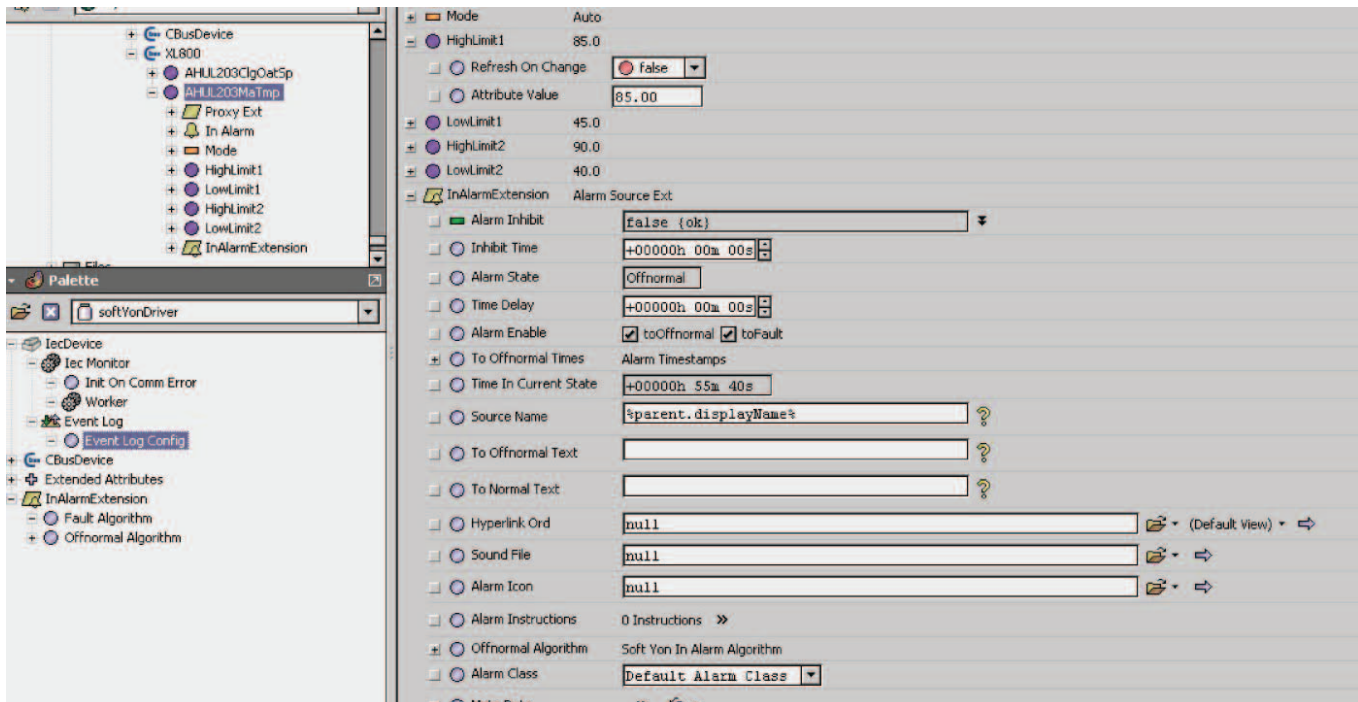 CBusDevice
XL800
AHUL203ClgOatSp
AHUL203MaTmp
Proxy Ext
In Alarm
Mode
HighLimit1
LowLimit1
HighLimit2
LowLimit2
InAlarmExtension
Palette
softYonDriver
IecDevice
Iec Monitor
Init On Comm Error
Worker
Event Log
Event Log Config
CBusDevice
Extended Attributes
InAlarmExtension
Fault Algorithm
Offnormal Algorithm
Mode Auto
HighLimit1 85.0
Refresh On Change false
Attribute Value 85.00
LowLimit1 45.0
HighLimit2 90.0
LowLimit2 40.0
InAlarmExtension Alarm Source Ext
Alarm Inhibit false {ok}
Inhibit Time +00000h 00m 00s
Alarm State Offnormal
Time Delay +00000h 00m 00s
Alarm Enable toOffnormal toFault
To Offnormal Times Alarm Timestamps
Time In Current State +00000h 55m 40s
Source Name %parent.displayName%
To Offnormal Text
To Normal Text
Hyperlink Ord null (Default View)
Sound File null
Alarm Icon null
Alarm Instructions 0 Instructions »
Offnormal Algorithm Soft Yon In Alarm Algorithm
Alarm Class Default Alarm Class